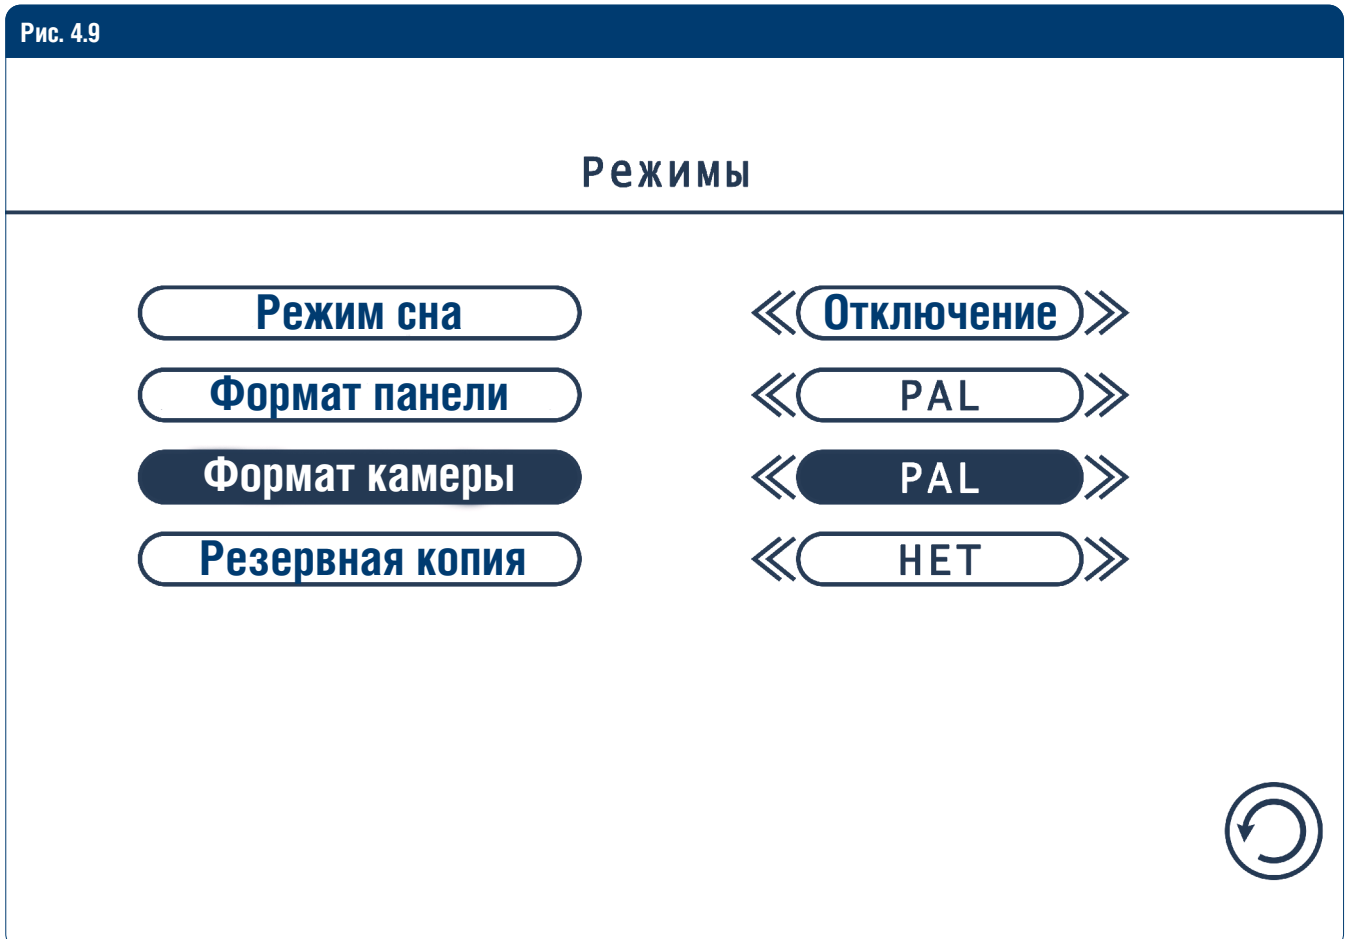 Рис. 4.9
Режимы
Режим сна Отключение
Формат панели PAL
Формат камеры PAL
Резервная копия НЕТ